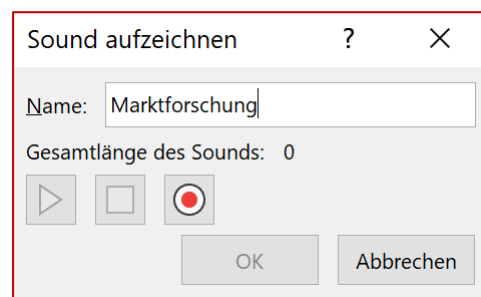 Sound aufzeichnen ?
Name: Marktforschung
Gesamtlänge des Sounds: 0
OK Abbrechen